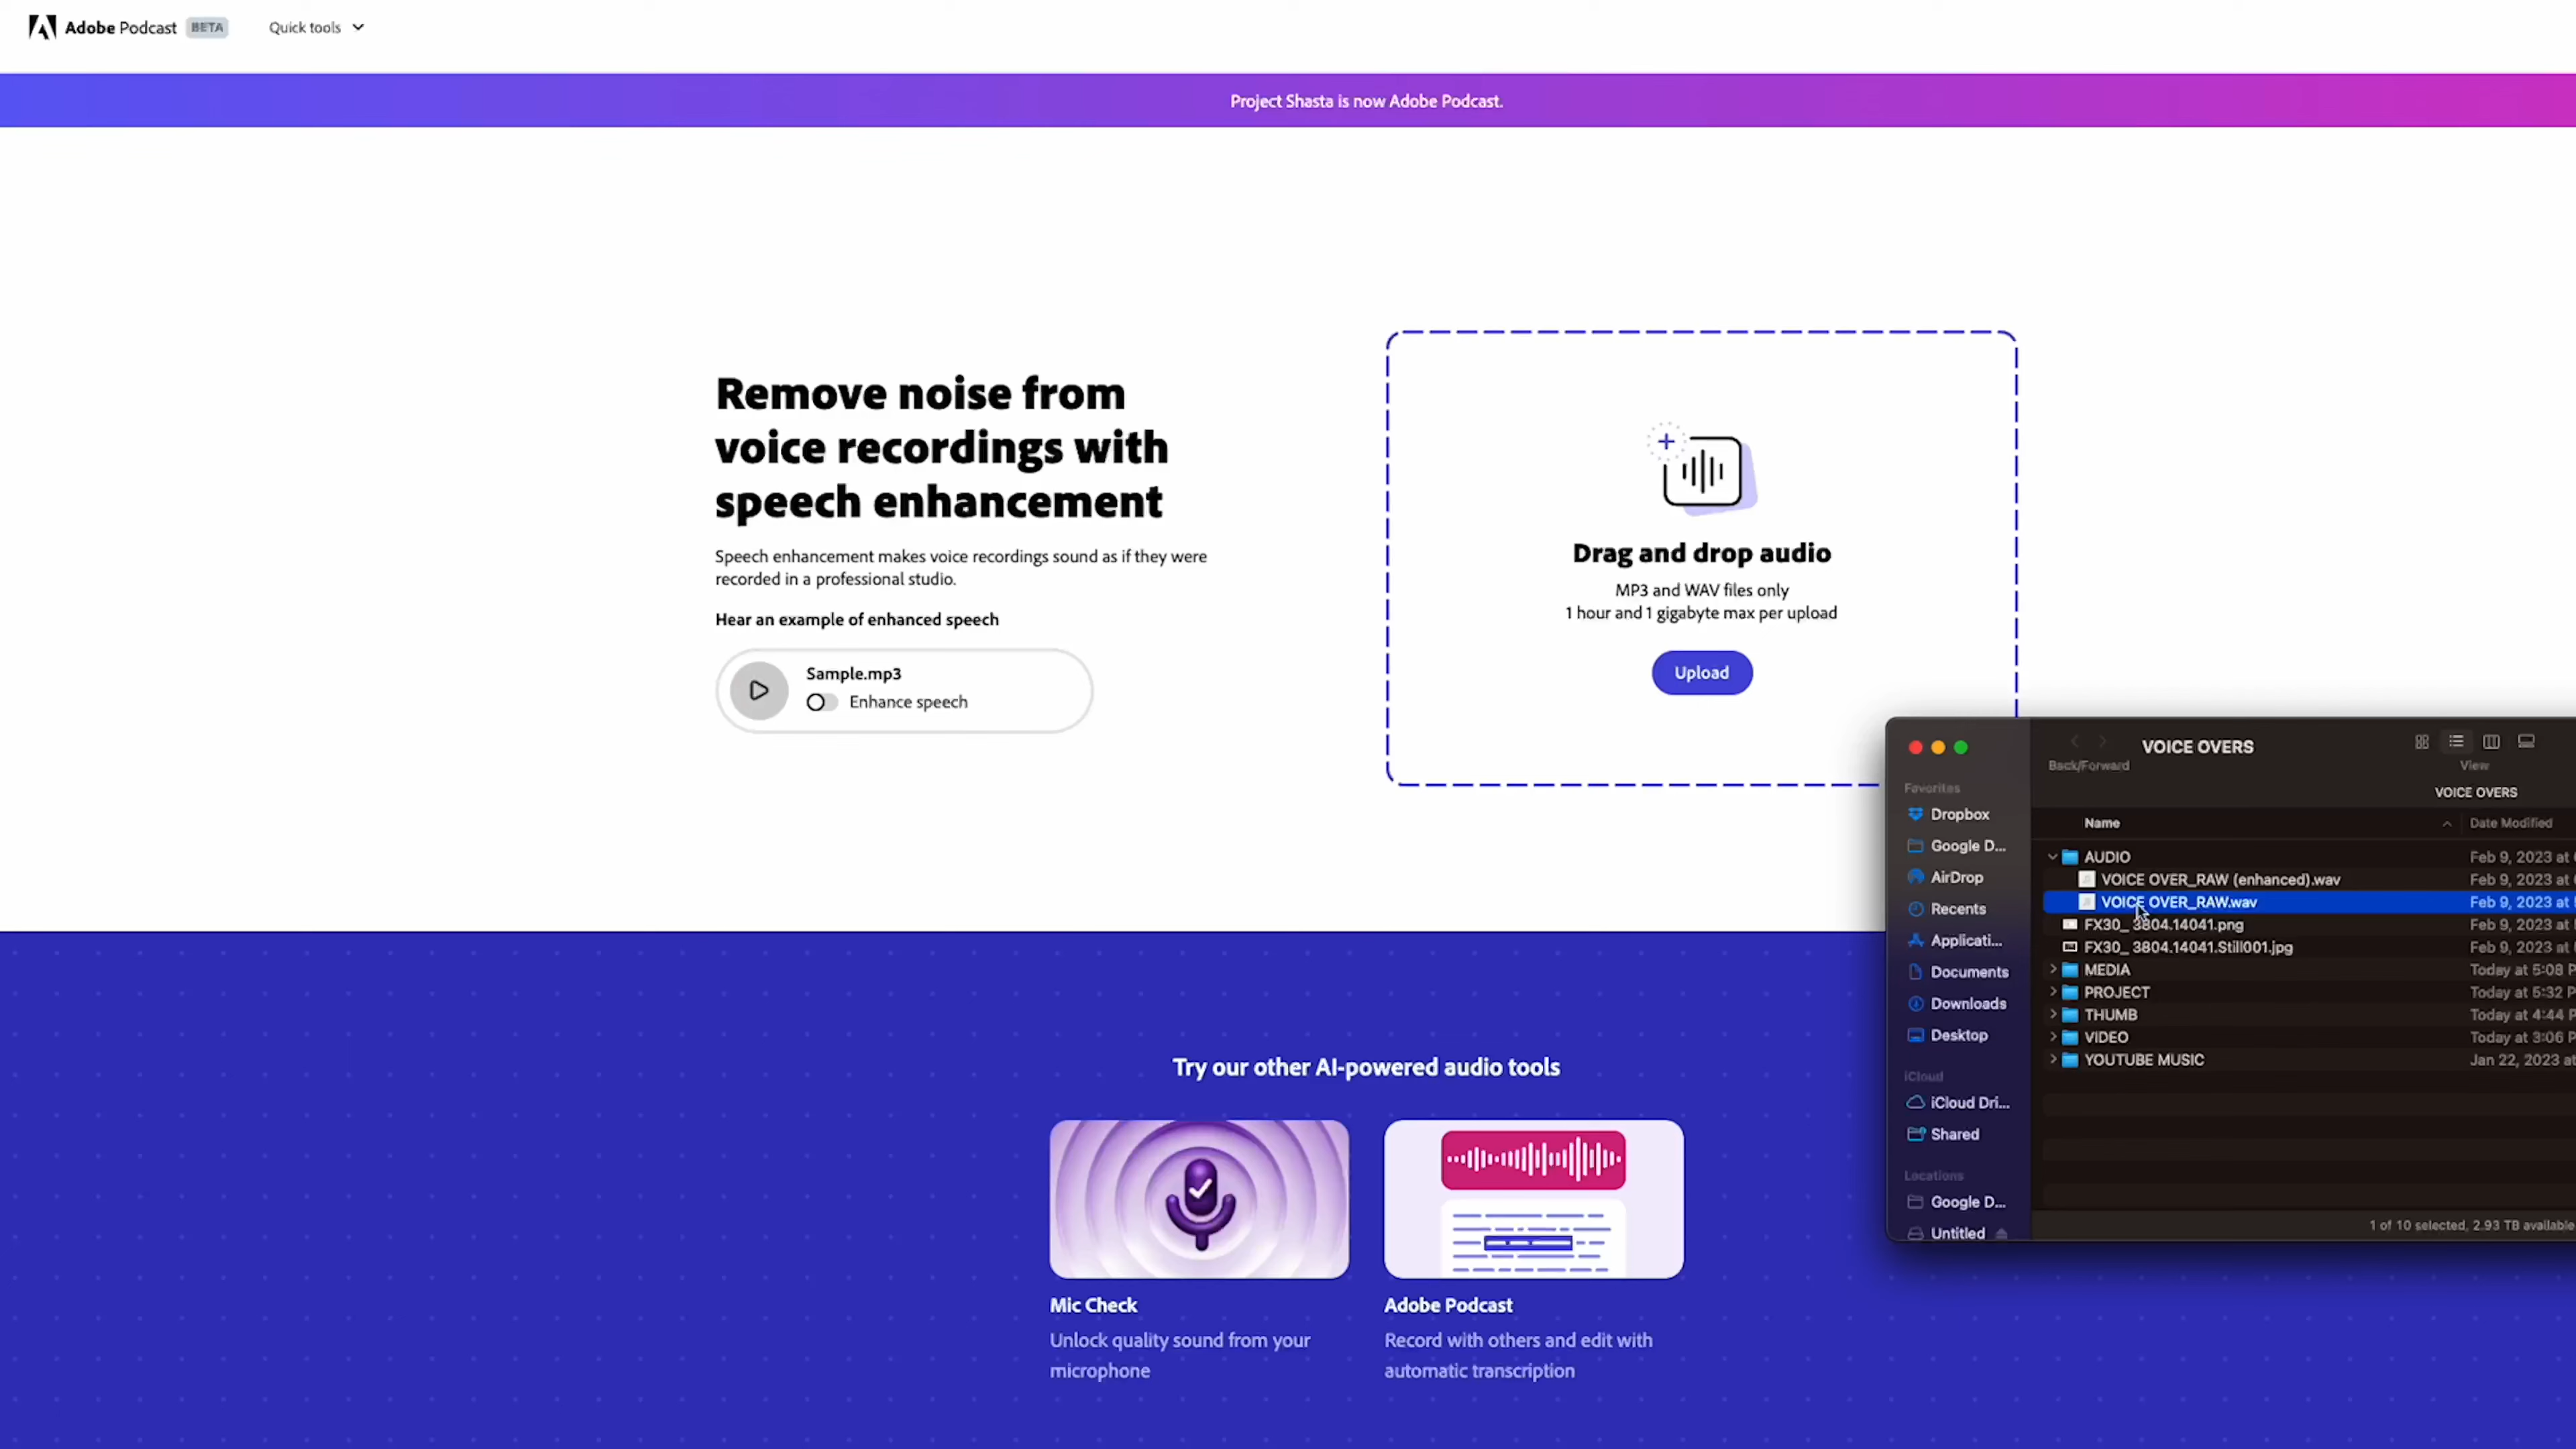 Adobe Podcast BETA
Quick tools
Project Shasta is now Adobe Podcast.
Remove noise from
voice recordings with
speech enhancement
Speech enhancement makes voice recordings sound as if they were
recorded in a professional studio.
Hear an example of enhanced speech
Sample.mp3
Enhance speech
Drag and drop audio
MP3 and WAV files only
1 hour and 1 gigabyte max per upload
Upload
Try our other AI-powered audio tools
Mic Check
Unlock quality sound from your
microphone
Adobe Podcast
Record with others and edit with
automatic transcription
VOICE OVERS
Back/Forward
View
VOICE OVERS
Favorites
Dropbox
Google D...
AirDrop
Recents
Applicati...
Documents
Downloads
Desktop
iCloud
iCloud Dri...
Shared
Locations
Google D...
Untitled
Name Date Modified
AUDIO Feb 9, 2023 at
VOICE OVER_RAW (enhanced).wav Feb 9, 2023 at
VOICE OVER_RAW.wav Feb 9, 2023 at
FX30_ 3804.14041.png Feb 9, 2023 at
FX30_ 3804.14041.Still001.jpg Feb 9, 2023 at
MEDIA Today at 5:08 P
PROJECT Today at 5:32 P
THUMB Today at 4:44 P
VIDEO Today at 3:06 P
YOUTUBE MUSIC Jan 22, 2023 at
1 of 10 selected, 2.93 TB available